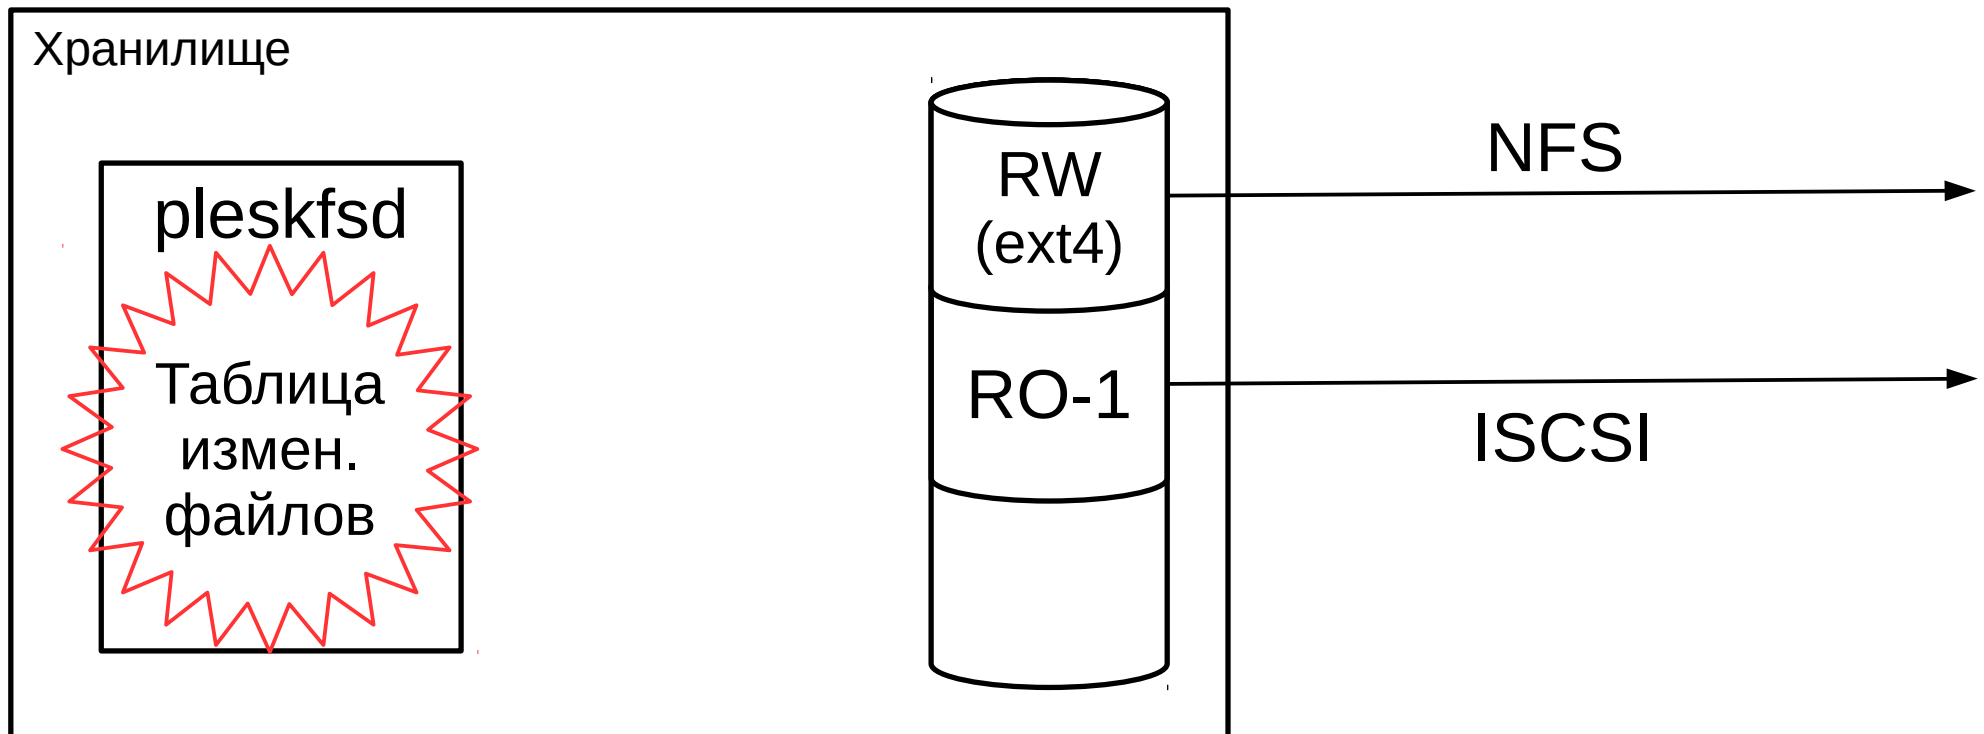 Хранилище
pleskfsd
Таблица
измен.
файлов
RW
(ext4)
RO-1
NFS
ISCSI